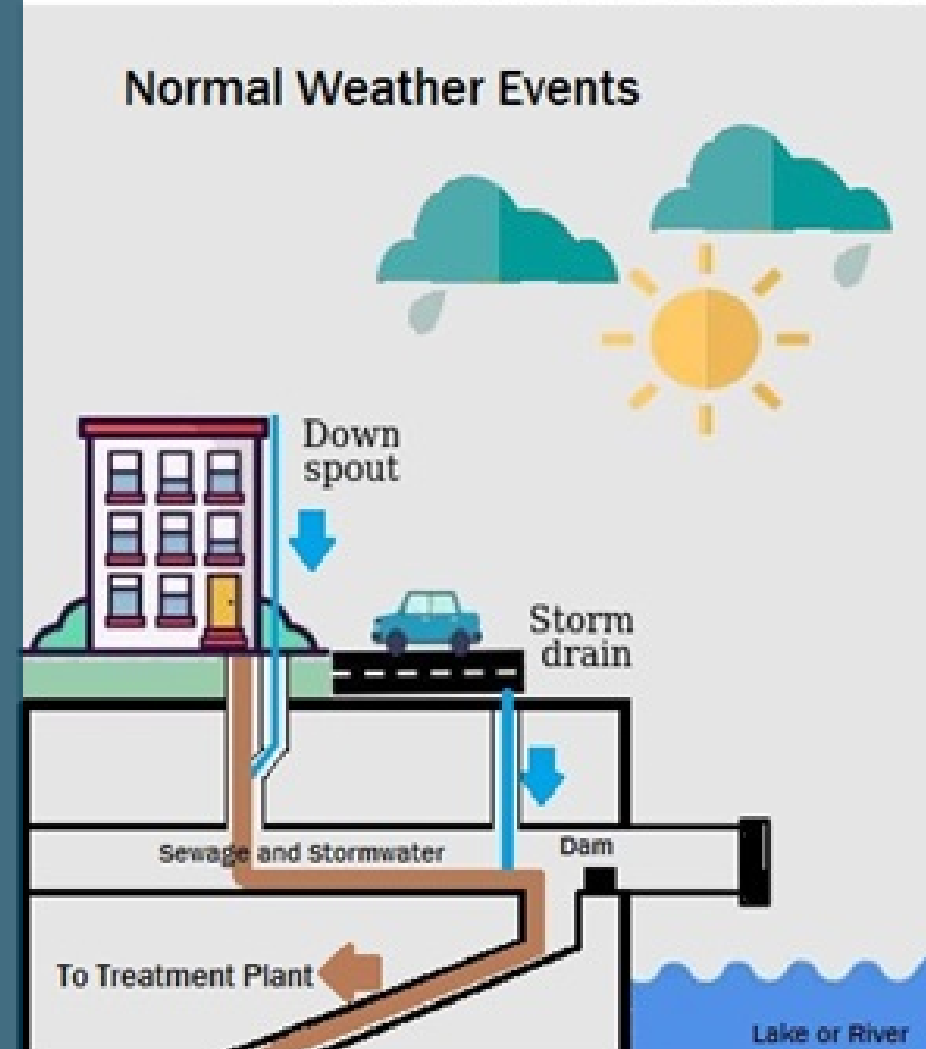 Normal Weather Events
Down
spout
Storm
drain
Sewage and Stormwater
Dam
To Treatment Plant
Lake or River